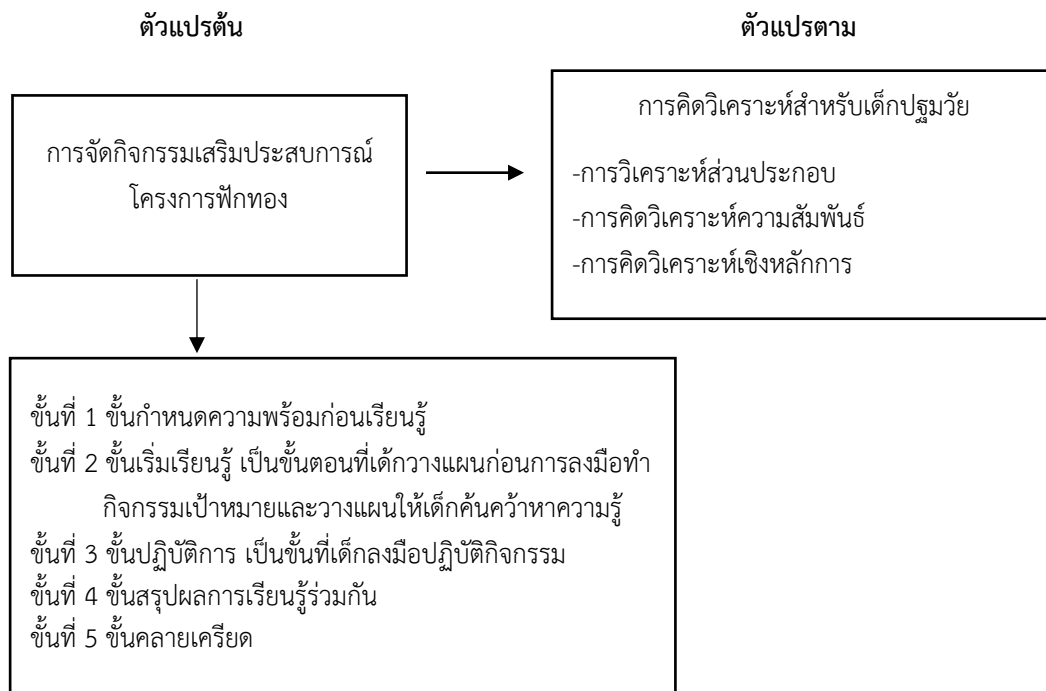 ตัวแปรต้น
ตัวแปรตาม
การจัดกิจกรรมเสริมประสบการณ์
โครงการฟักทอง
การคิดวิเคราะห์สำหรับเด็กปฐมวัย
-การวิเคราะห์ส่วนประกอบ
-การคิดวิเคราะห์ความสัมพันธ์
-การคิดวิเคราะห์เชิงหลักการ
ขั้นที่ 1 ขั้นกำหนดความพร้อมก่อนเรียนรู้
ขั้นที่ 2 ขั้นเริ่มเรียนรู้ เป็นขั้นตอนที่เด้กวางแผนก่อนการลงมือทำ
กิจกรรมเป้าหมายและวางแผนให้เด็กค้นคว้าหาความรู้
ขั้นที่ 3 ขั้นปฏิบัติการ เป็นขั้นที่เด็กลงมือปฏิบัติกิจกรรม
ขั้นที่ 4 ขั้นสรุปผลการเรียนรู้ร่วมกัน
ขั้นที่ 5 ขั้นคลายเครียด